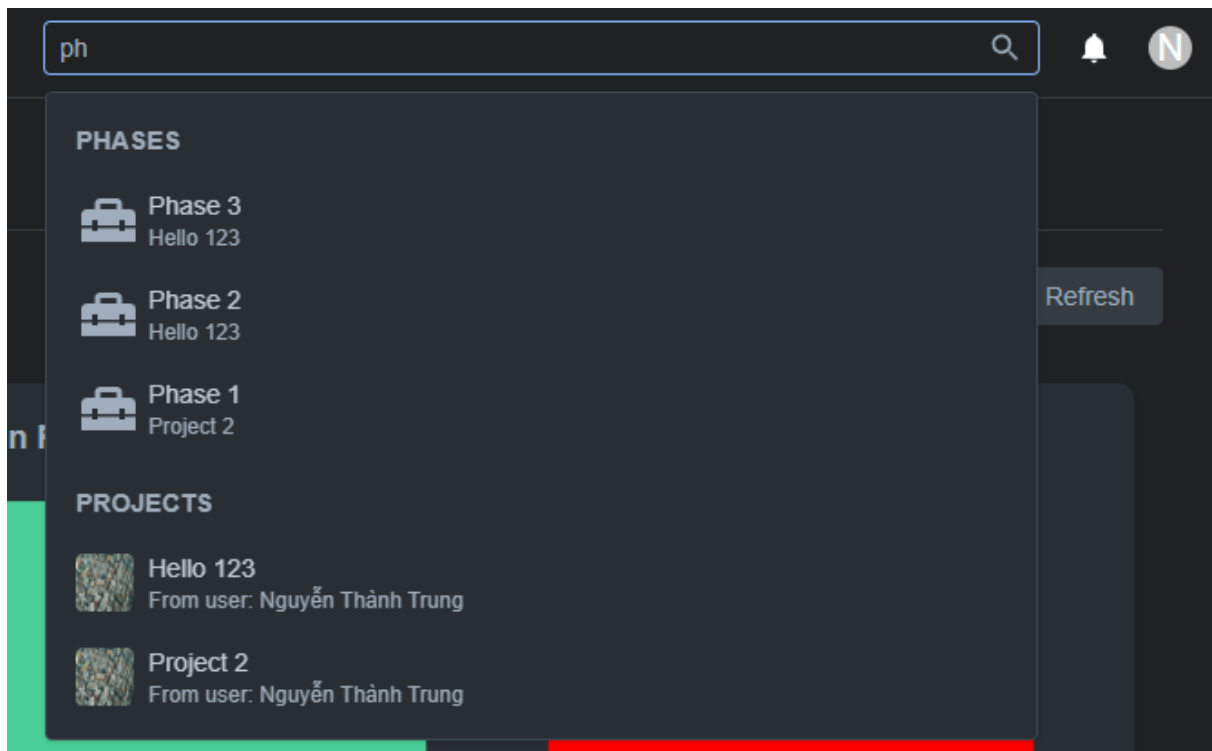 ph
N
PHASES
Phase 3
Hello 123
Phase 2
Hello 123
Refresh
Phase 1
Project 2
PROJECTS
Hello 123
From user: Nguyễn Thành Trung
Project 2
From user: Nguyễn Thành Trung